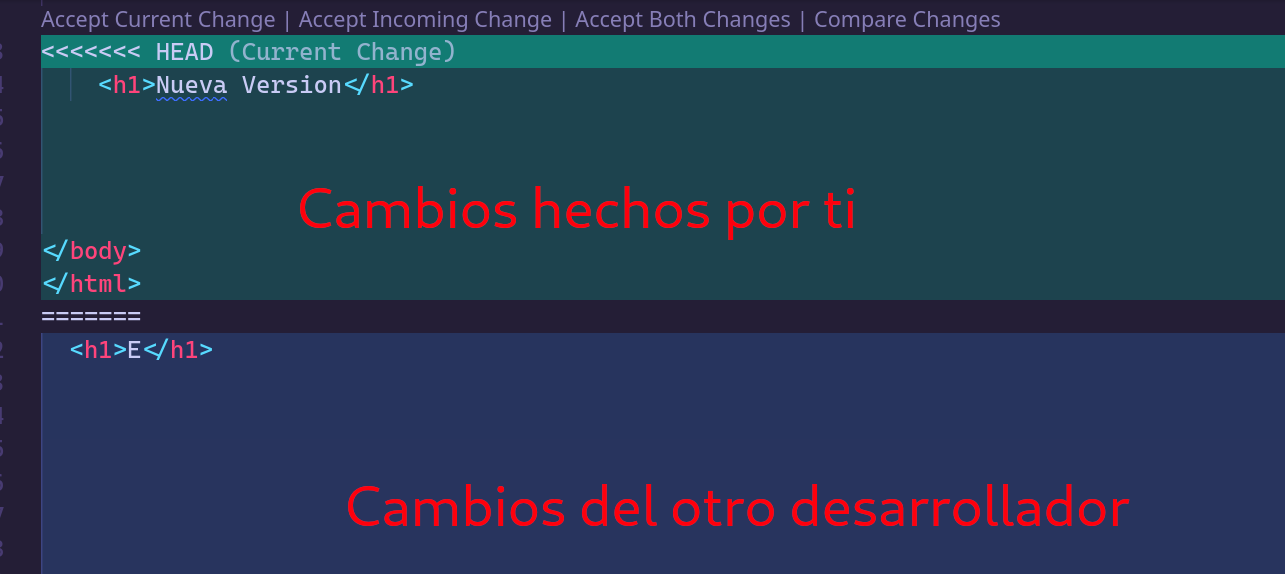 Accept Current Change | Accept Incoming Change | Accept Both Changes | Compare Changes
<<<<<<< HEAD (Current Change)
<h1>Nueva Version</h1>
Cambios hechos por ti
</body>
</html>
=======
<h1>E</h1>
Cambios del otro desarrollador